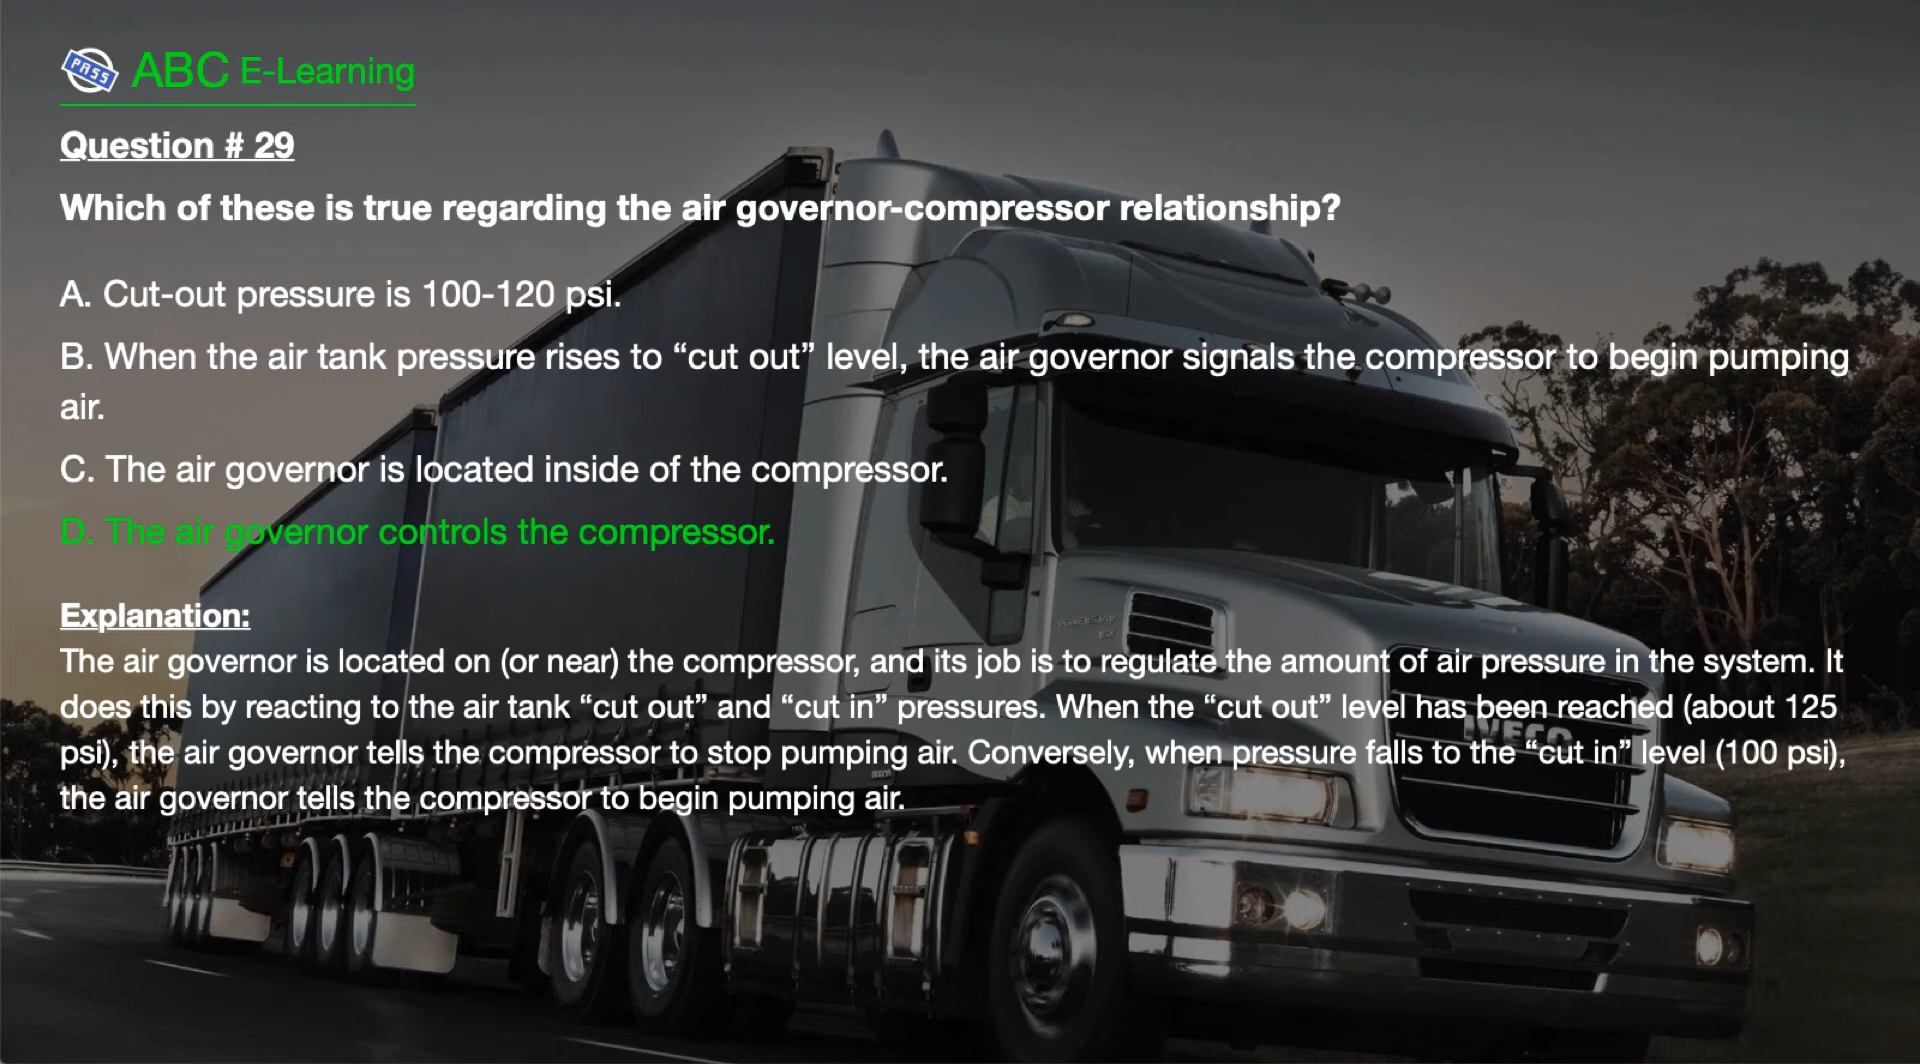 PASS ABC E-Learning
Question # 29
Which of these is true regarding the air governor-compressor relationship?
A. Cut-out pressure is 100-120 psi.
B. When the air tank pressure rises to “cut out” level, the air governor signals the compressor to begin pumping
air.
C. The air governor is located inside of the compressor.
D. The air governor controls the compressor.
Explanation:
The air governor is located on (or near) the compressor, and its job is to regulate the amount of air pressure in the system. It
does this by reacting to the air tank “cut out” and “cut in” pressures. When the “cut out” level has been reached (about 125
psi), the air governor tells the compressor to stop pumping air. Conversely, when pressure falls to the “cut in” level (100 psi),
the air governor tells the compressor to begin pumping air.
POWERSTAR
IVECO